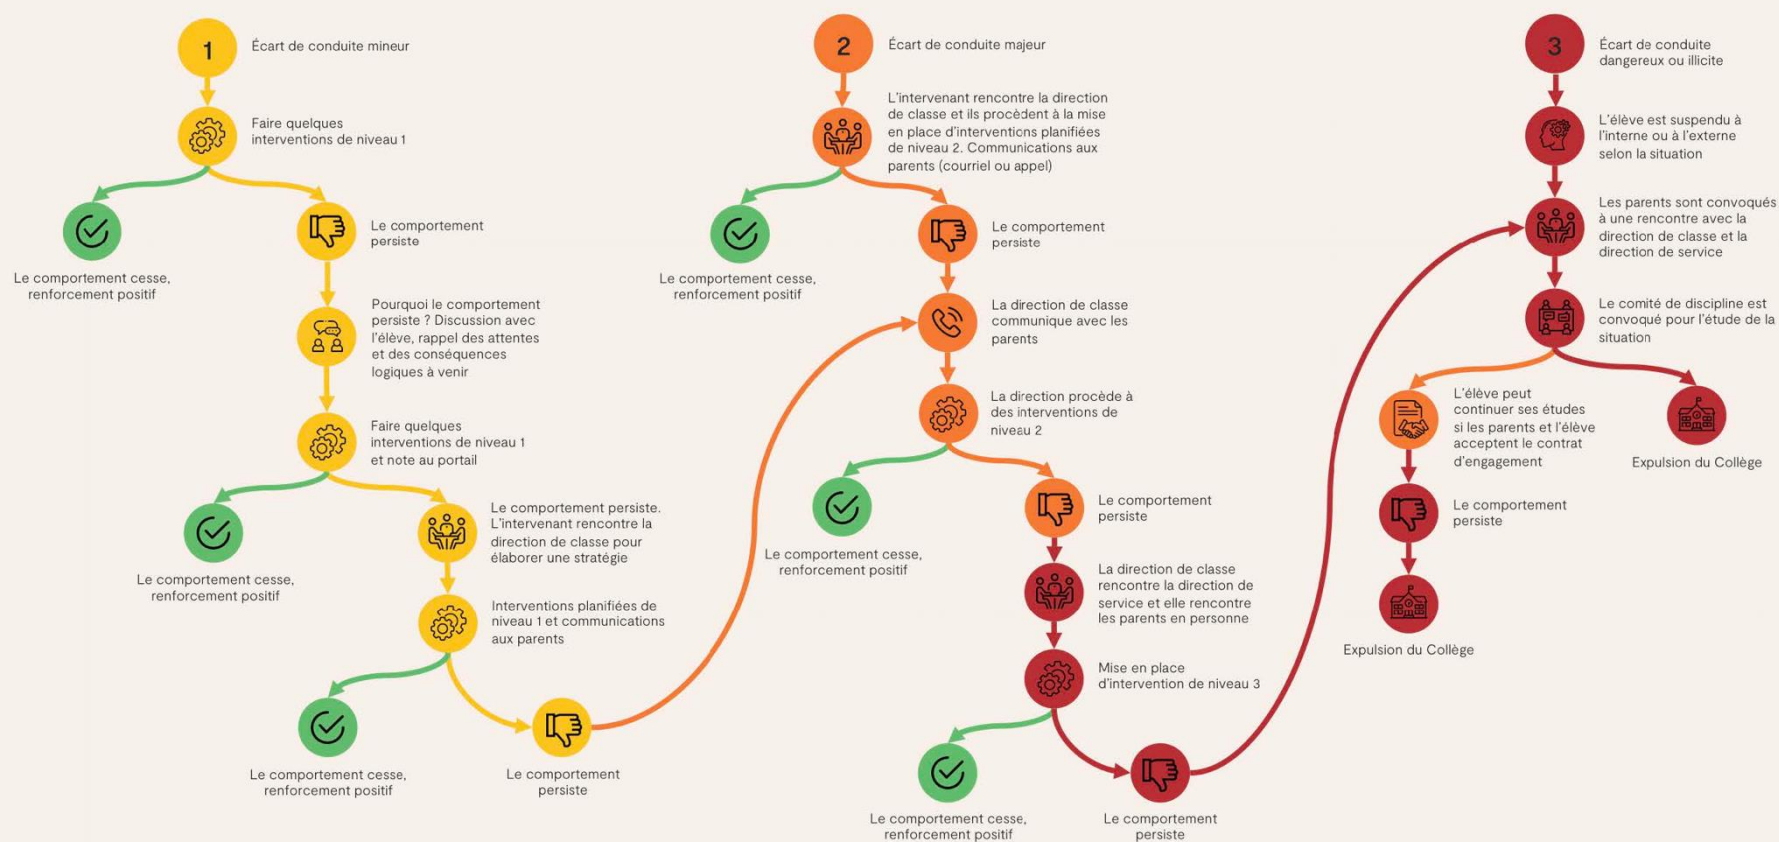 1
Écart de conduite mineur
Faire quelques
interventions de niveau 1
Le comportement cesse,
renforcement positif
Le comportement
persiste
Pourquoi le comportement
persiste ? Discussion avec
l'élève, rappel des attentes
et des conséquences
logiques à venir
Faire quelques
interventions de niveau 1
et note au portail
Le comportement cesse,
renforcement positif
Le comportement persiste.
L'intervenant rencontre la
direction de classe pour
élaborer une stratégie
Interventions planifiées de
niveau 1 et communications
aux parents
Le comportement cesse,
renforcement positif
Le comportement
persiste
2
Écart de conduite majeur
L'intervenant rencontre la direction
de classe et ils procèdent à la mise
en place d'interventions planifiées
de niveau 2. Communications aux
parents (courriel ou appel)
Le comportement cesse,
renforcement positif
Le comportement
persiste
La direction de classe
communique avec les
parents
La direction procède à
des interventions de
niveau 2
Le comportement cesse,
renforcement positif
Le comportement
persiste
La direction de classe
rencontre la direction de
service et elle rencontre
les parents en personne
Mise en place
d'intervention de niveau 3
Le comportement cesse,
renforcement positif
Le comportement
persiste
3
Écart de conduite
dangereux ou illicite
L'élève est suspendu à
l'interne ou à l'externe
selon la situation
Les parents sont convoqués
à une rencontre avec la
direction de classe et la
direction de service
Le comité de discipline est
convoqué pour l'étude de la
situation
L'élève peut
continuer ses études
si les parents et l'élève
acceptent le contrat
d'engagement
Expulsion du Collège
Le comportement
persiste
Expulsion du Collège